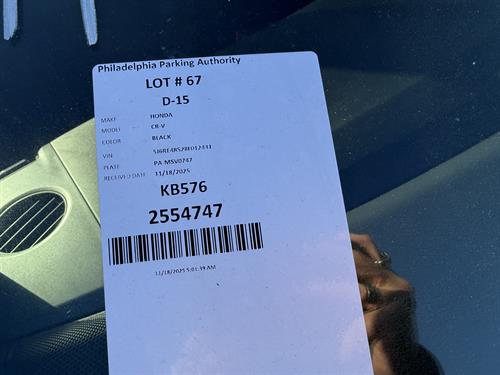 Philadelphia Parking Authority
LOT # 67
D-15
MAKE HONDA
MODEL CR-V
COLOR BLACK
VIN
PLATE PA-MSV0747
RECEIVED DATE 11/18/2025
KB576
2554747
11/18/2025 5:01:39 AM